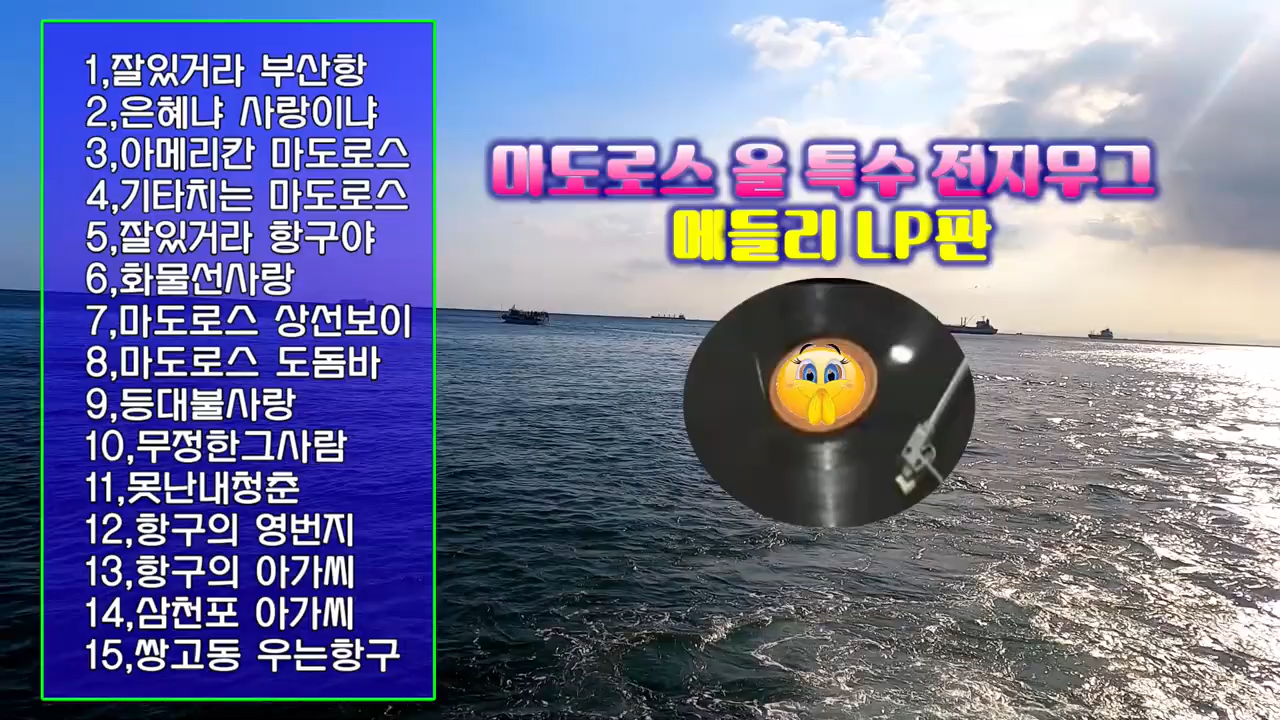 1,잘있거라 부산항
2,은혜냐 사랑이냐
3,아메리칸 마도로스
4,기타치는 마도로스
5,잘있거라 항구야
6,화물선사랑
7,마도로스 상선보이
8,마도로스 도돔바
9,등대불사랑
10,무정한그사람
11,못난내청춘
12,항구의 영번지
13,항구의 아가씨
14,삼천포 아가씨
15,쌍고동 우는항구
마도로스 올 특수 전자무그
메들리 LP판